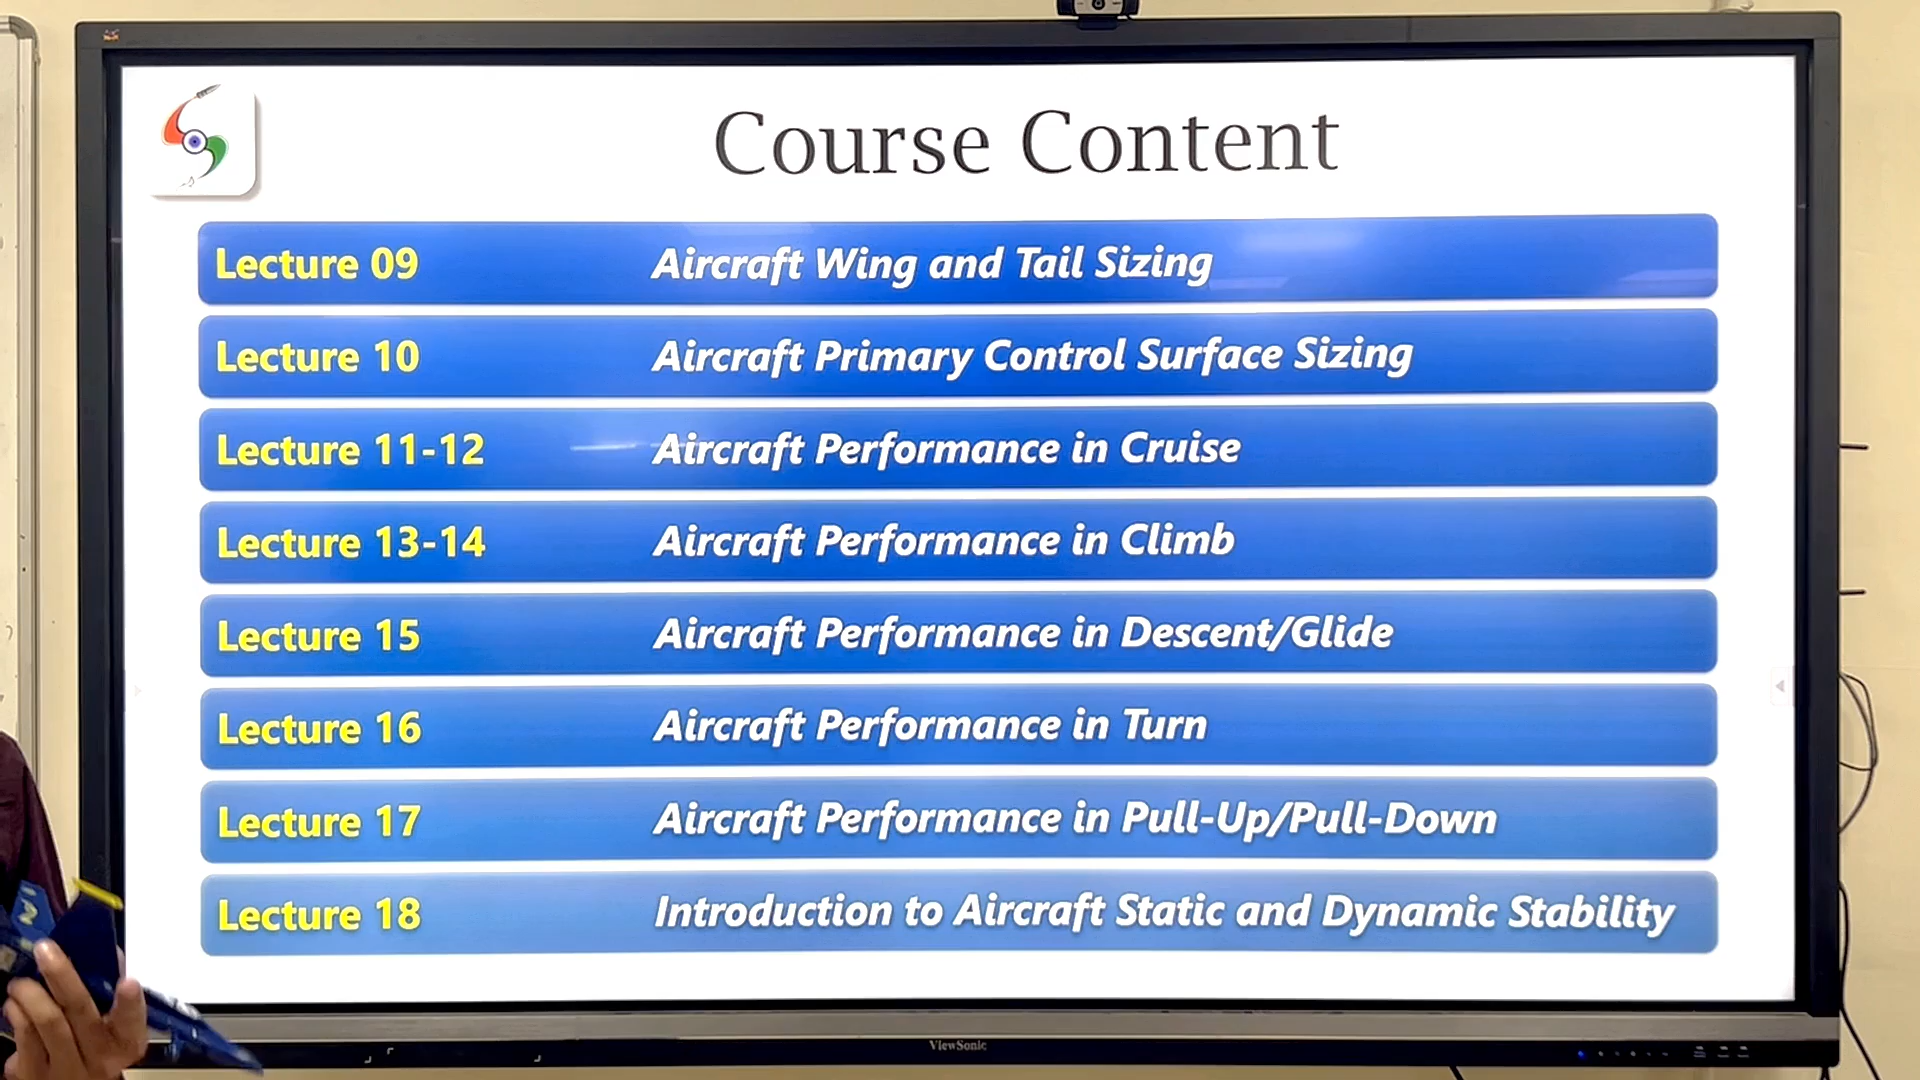 Course Content
Lecture 09 Aircraft Wing and Tail Sizing
Lecture 10 Aircraft Primary Control Surface Sizing
Lecture 11-12 Aircraft Performance in Cruise
Lecture 13-14 Aircraft Performance in Climb
Lecture 15 Aircraft Performance in Descent/Glide
Lecture 16 Aircraft Performance in Turn
Lecture 17 Aircraft Performance in Pull-Up/Pull-Down
Lecture 18 Introduction to Aircraft Static and Dynamic Stability
ViewSonic